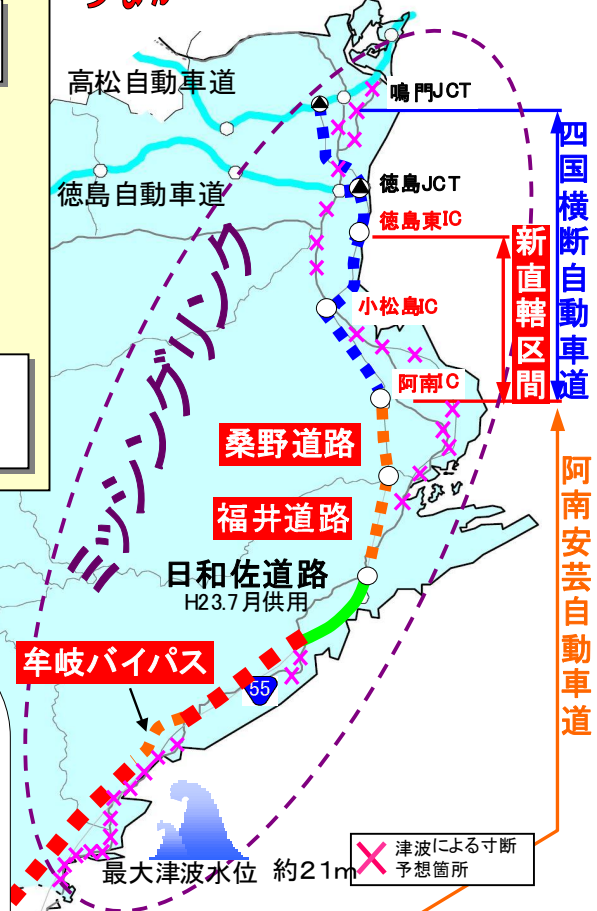 高松自動車道
鳴門JCT
徳島自動車道
徳島JCT
徳島東IC
四国横断自動車道
新直轄区間
小松島IC
阿南IC
ミッシングリンク
桑野道路
福井道路
阿南安芸自動車道
日和佐道路
H23.7月供用
牟岐バイパス
55
最大津波水位 約21m
津波による寸断
予想箇所